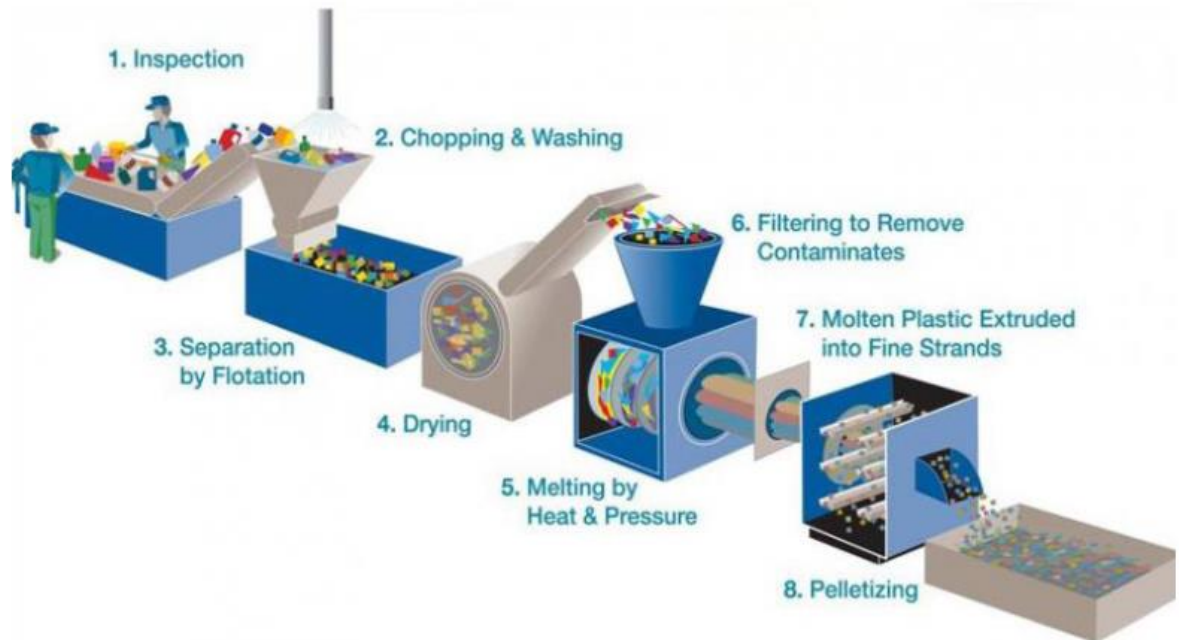 1. Inspection
2. Chopping & Washing
3. Separation
by Flotation
4. Drying
5. Melting by
Heat & Pressure
6. Filtering to Remove
Contaminates
7. Molten Plastic Extruded
into Fine Strands
8. Pelletizing